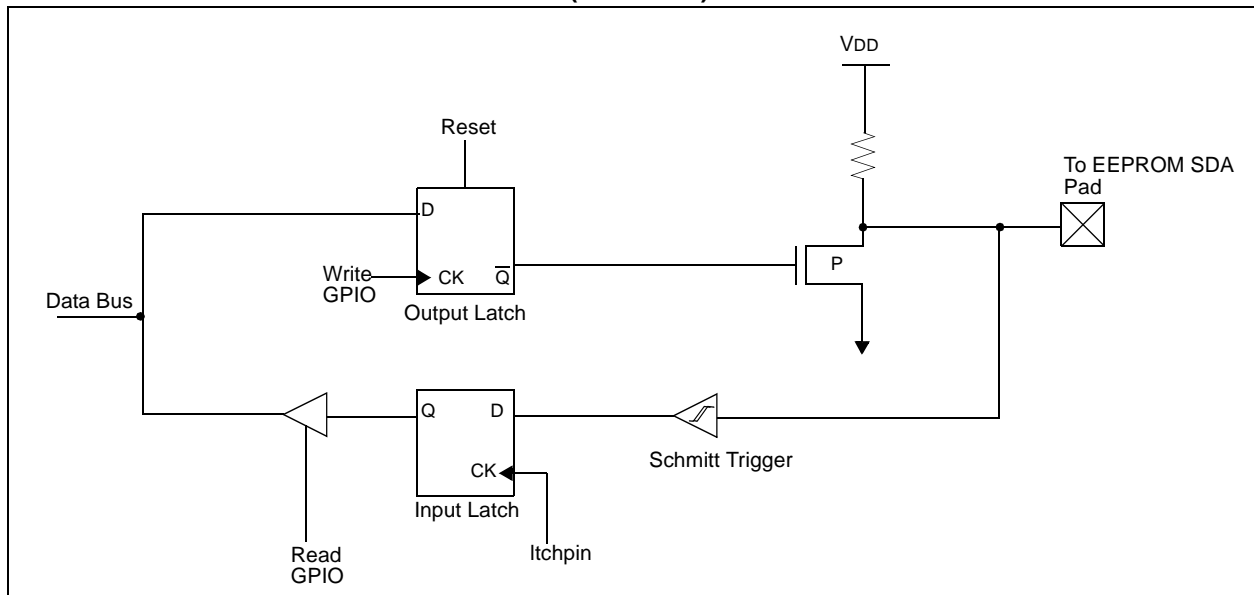 VDD
Reset
To EEPROM SDA
Pad
D
P
Write
GPIO
CK
Q
Data Bus
Output Latch
Q
D
Schmitt Trigger
CK
Input Latch
Read
GPIO
ltchpin